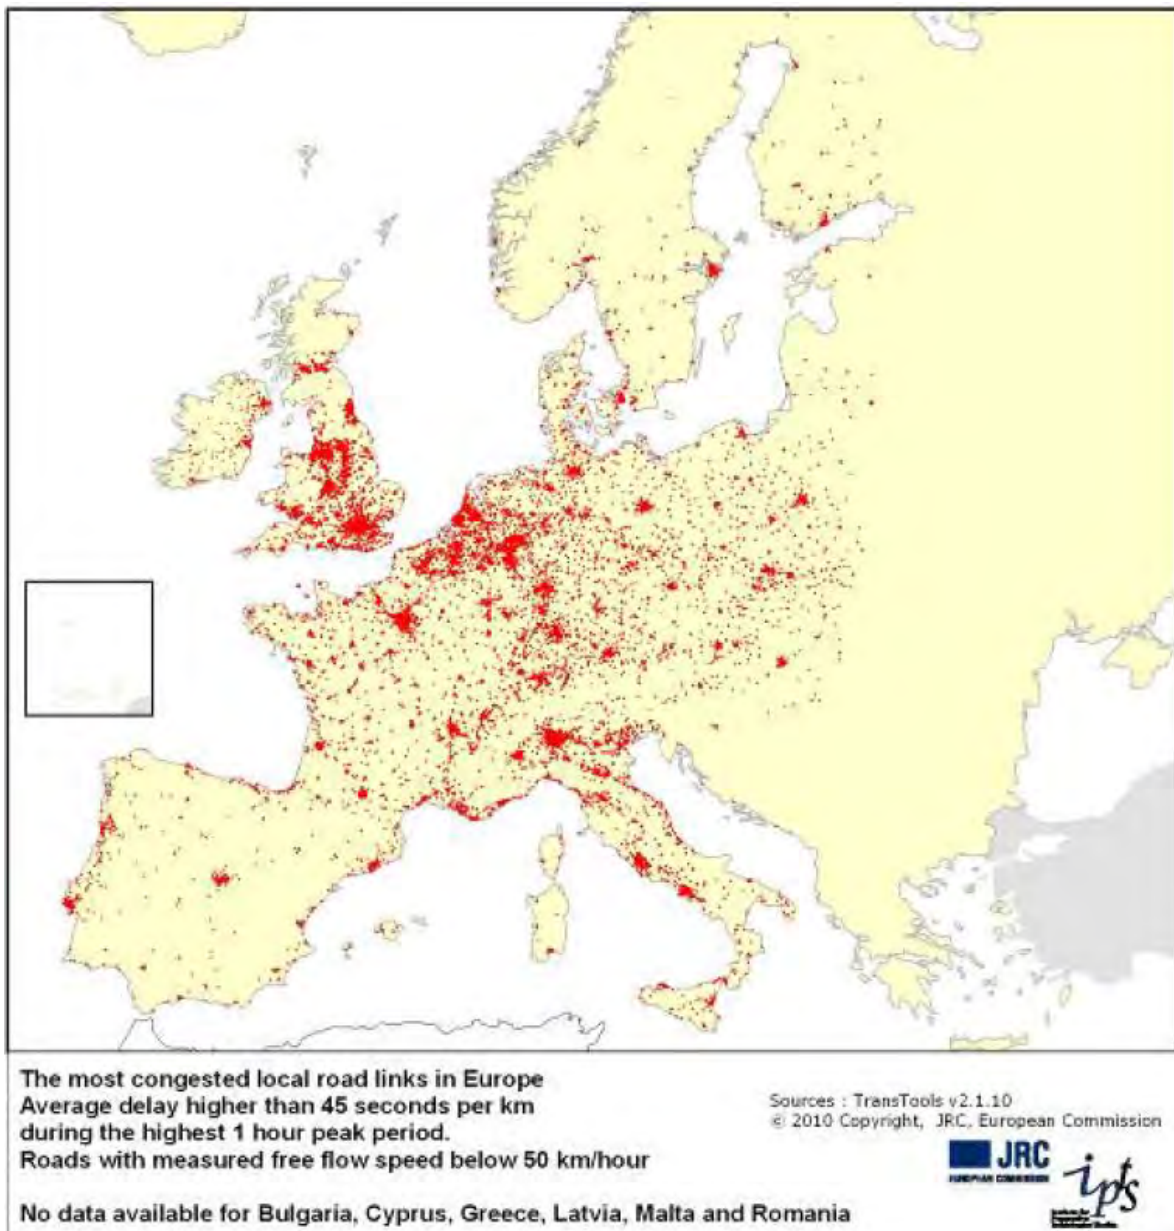 The most congested local road links in Europe
Average delay higher than 45 seconds per km
during the highest 1 hour peak period.
Roads with measured free flow speed below 50 km/hour
No data available for Bulgaria, Cyprus, Greece, Latvia, Malta and Romania
Sources : TransTools v2.1.10
© 2010 Copyright, JRC, European Commission
JRC
EUROPEAN COMMISSION
ipts